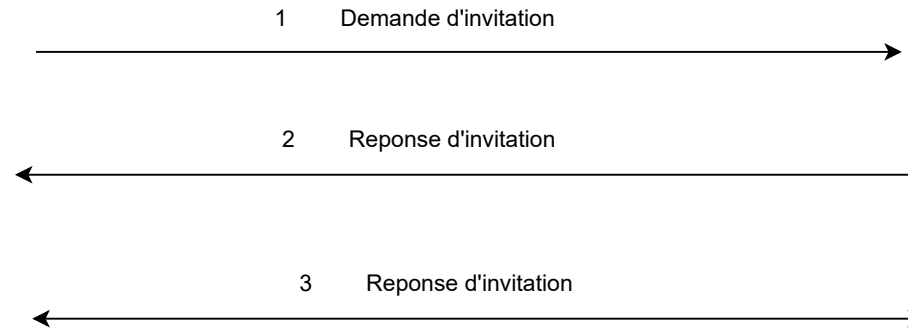 1 Demande d'invitation
2 Reponse d'invitation
3 Reponse d'invitation